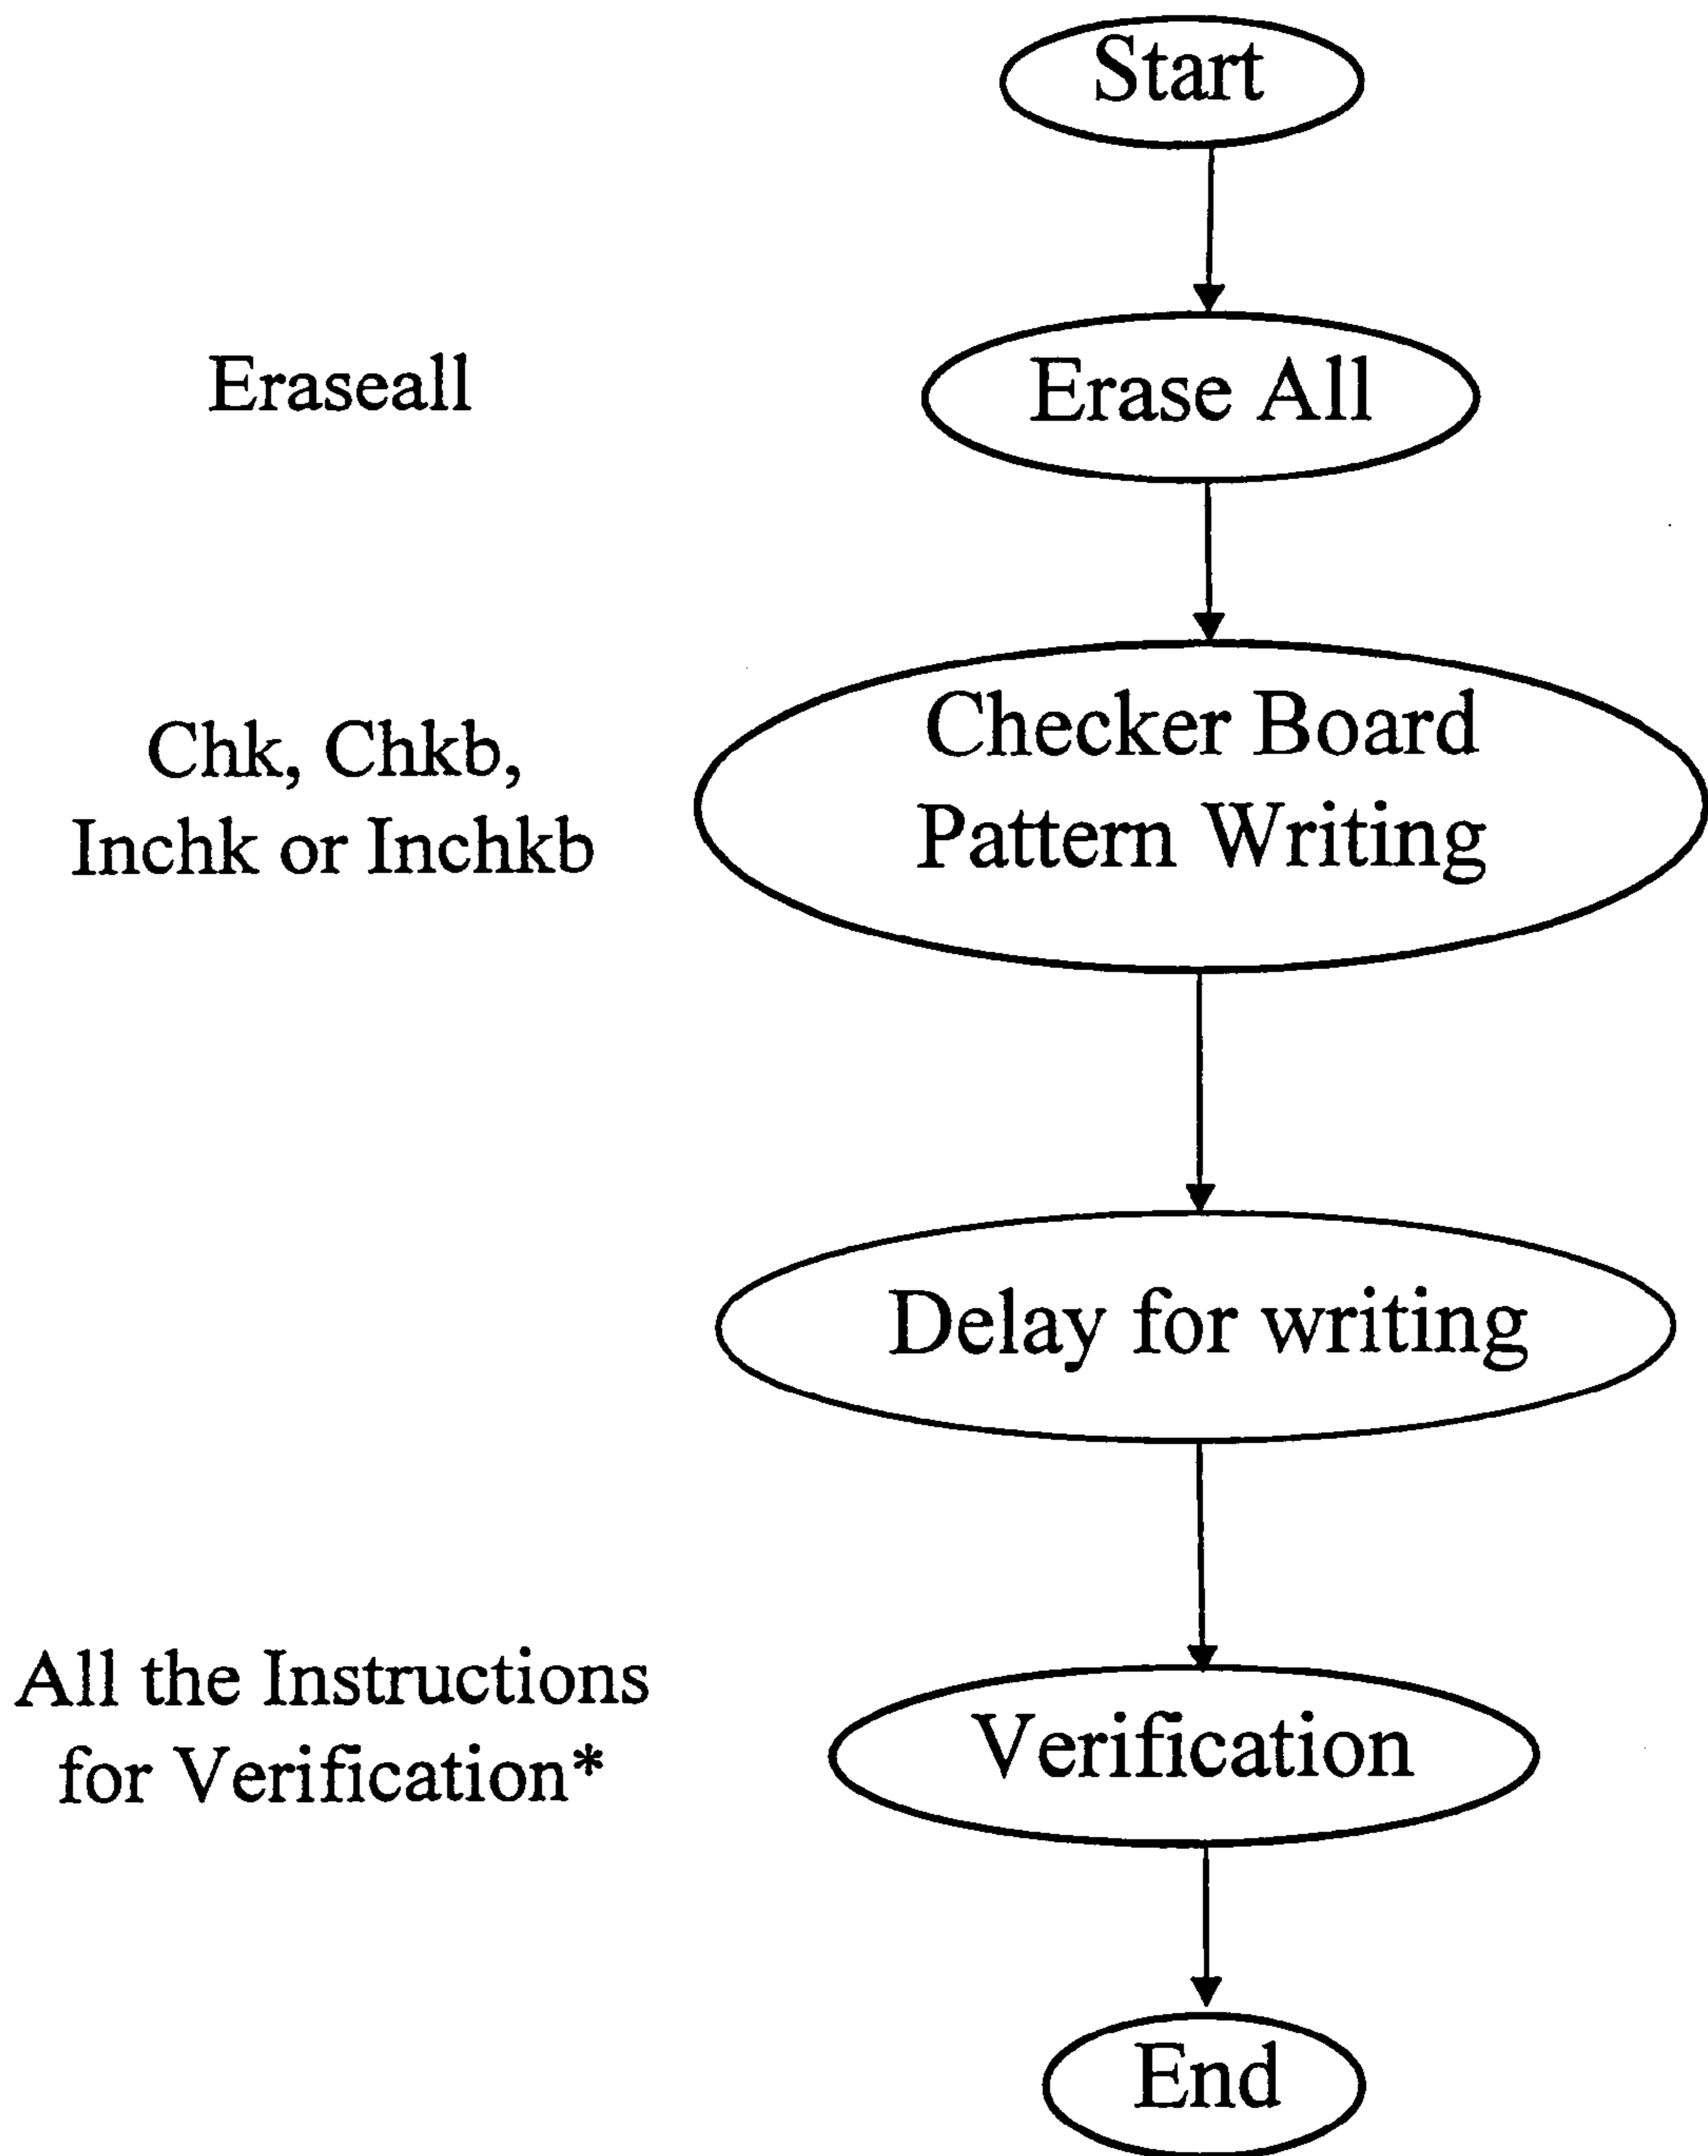 Start
Eraseall
Erase All
Chk, Chkb,
Inchk or Inchkb
Checker Board
Pattern Writing
Delay for writing
All the Instructions
for Verification*
Verification
End